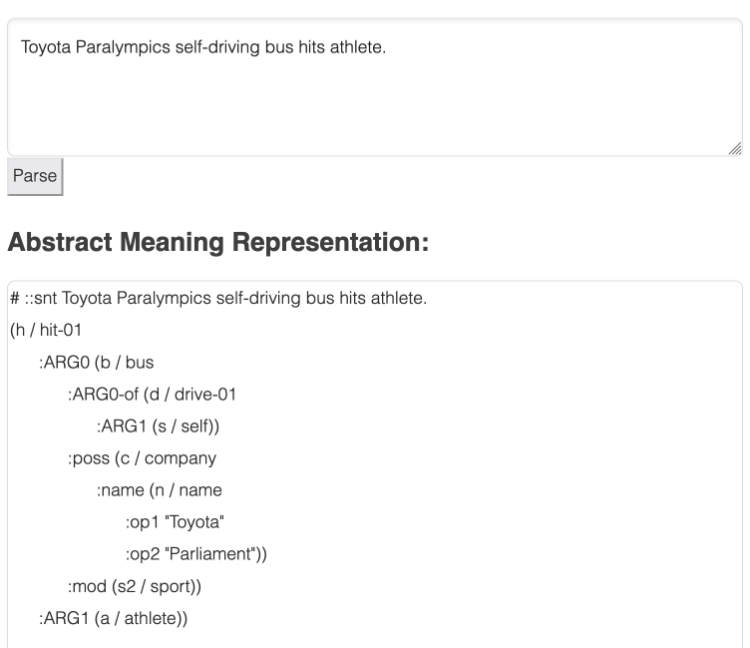 Toyota Paralympics self-driving bus hits athlete.
Parse
Abstract Meaning Representation:
# ::snt Toyota Paralympics self-driving bus hits athlete.
(h / hit-01
:ARG0 (b / bus
:ARG0-of (d / drive-01
:ARG1 (s / self))
:poss (c / company
:name (n / name
:op1 "Toyota"
:op2 "Parliament"))
:mod (s2 / sport))
:ARG1 (a / athlete))